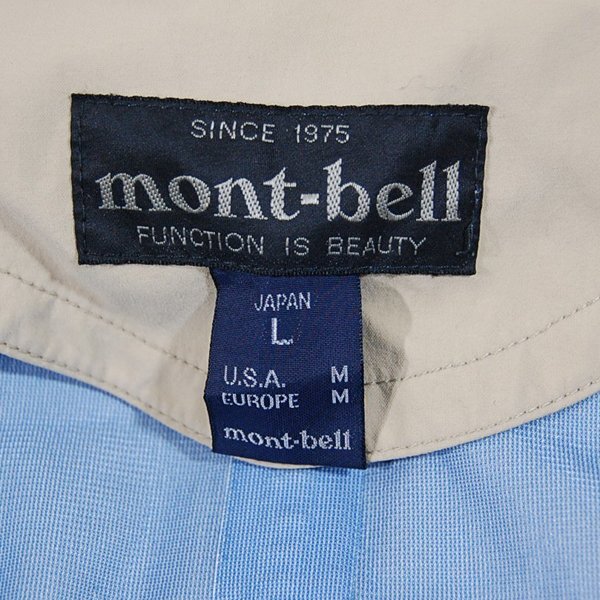 SINCE 1975
mont-bell
FUNCTION IS BEAUTY
JAPAN
L
U.S.A. M
EUROPE M
mont-bell